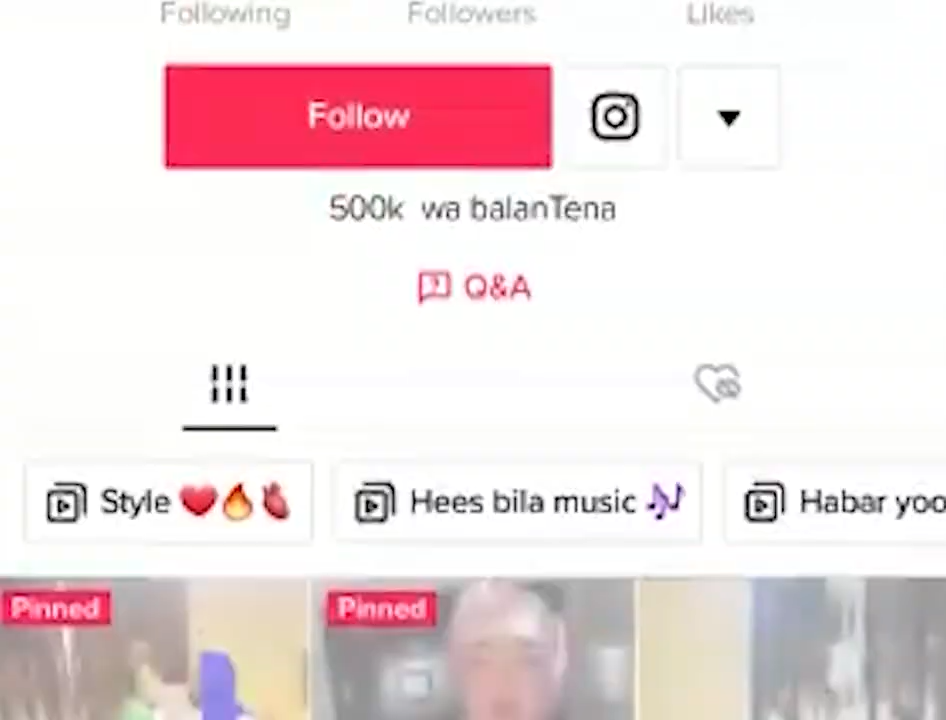 Following Followers Likes
Follow
500k wa balanTena
Q&A
Style ❤️🔥🫀 Hees bila music 🎶 Habar yoo
Pinned Pinned